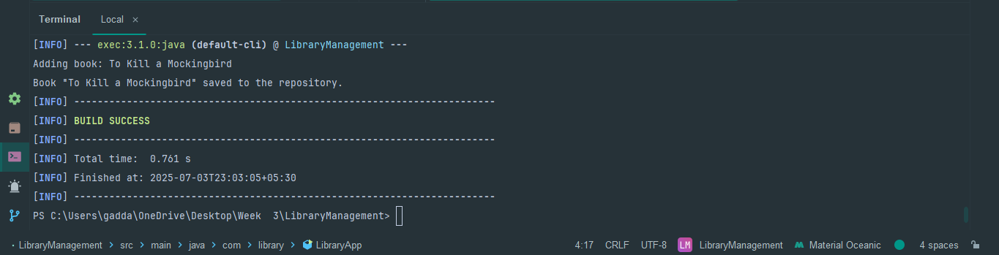 Terminal Local ×
[INFO] --- exec:3.1.0:java (default-cli) @ LibraryManagement ---
Adding book: To Kill a Mockingbird
Book "To Kill a Mockingbird" saved to the repository.
[INFO] ------------------------------------------------------------------------
[INFO] BUILD SUCCESS
[INFO] ------------------------------------------------------------------------
[INFO] Total time:  0.761 s
[INFO] Finished at: 2025-07-03T23:03:05+05:30
[INFO] ------------------------------------------------------------------------
PS C:\Users\gadda\OneDrive\Desktop\Week  3\LibraryManagement>
LibraryManagement > src > main > java > com > library > LibraryApp 4:17 CRLF UTF-8 LM LibraryManagement Material Oceanic 4 spaces